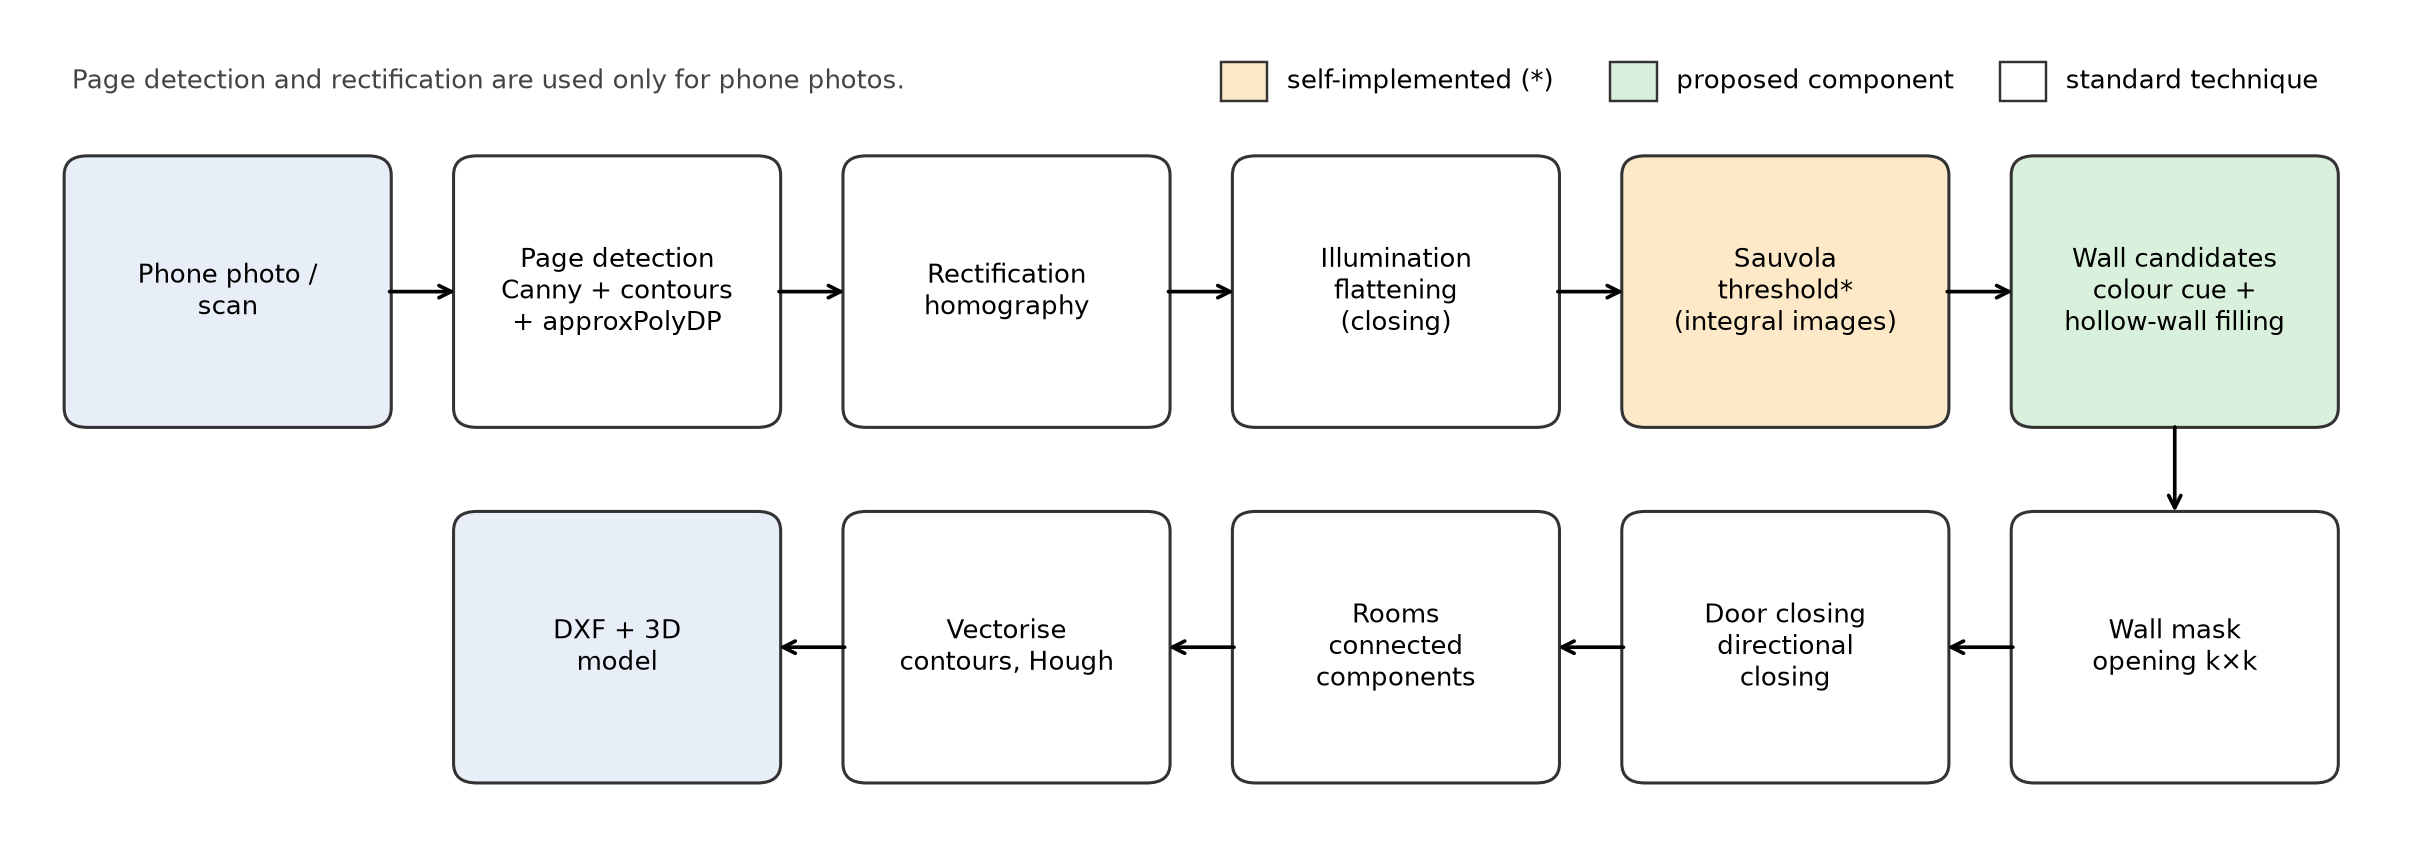 Page detection and rectification are used only for phone photos.
self-implemented (*)
proposed component
standard technique
Phone photo /
scan
Page detection
Canny + contours
+ approxPolyDP
Rectification
homography
Illumination
flattening
(closing)
Sauvola
threshold*
(integral images)
Wall candidates
colour cue +
hollow-wall filling
DXF + 3D
model
Vectorise
contours, Hough
Rooms
connected
components
Door closing
directional
closing
Wall mask
opening k×k